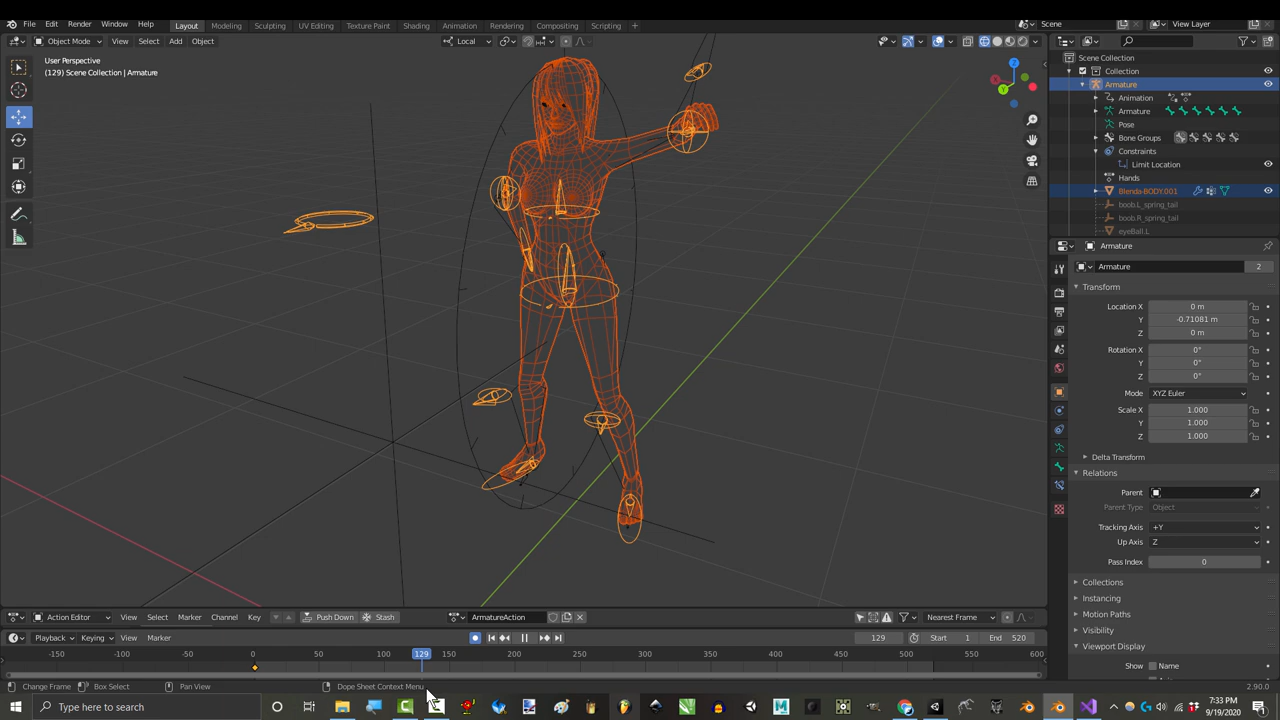 File Edit Render Window Help Layout Modeling Sculpting UV Editing Texture Paint Shading Animation Rendering Compositing Scripting + Scene View Layer
Object Mode View Select Add Object Local
User Perspective
(129) Scene Collection | Armature
Z
Y
Scene Collection
Collection
Armature
Animation
Armature
Pose
Bone Groups
Constraints
Limit Location
Hands
Blenda-BODY.001
boob.L_spring_tail
boob.R_spring_tail
eyeBall.L
Armature
Armature 2
Transform
Location X 0 m
Y -0.71081 m
Z 0 m
Rotation X 0°
Y 0°
Z 0°
Mode XYZ Euler
Scale X 1.000
Y 1.000
Z 1.000
Delta Transform
Relations
Parent
Parent Type Object
Tracking Axis +Y
Up Axis Z
Pass Index 0
Collections
Instancing
Motion Paths
Visibility
Viewport Display
Show Name
Action Editor View Select Marker Channel Key Push Down Stash ArmatureAction Nearest Frame
Playback Keying View Marker 129 Start 1 End 520
-150 -100 -50 0 50 100 129 150 200 250 300 350 400 450 500 550 600
Change Frame Box Select Pan View Dope Sheet Context Menu 2.90.0
Type here to search
7:33 PM
9/19/2020